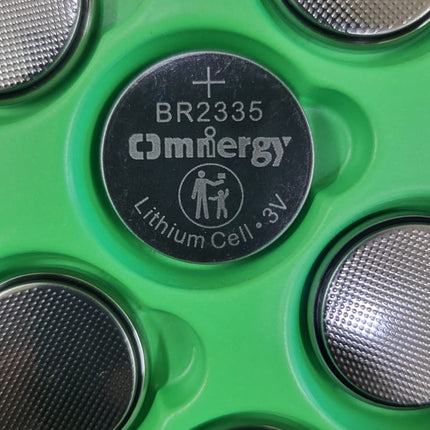 +
BR2335
Omnergy
Lithium Cell • 3V